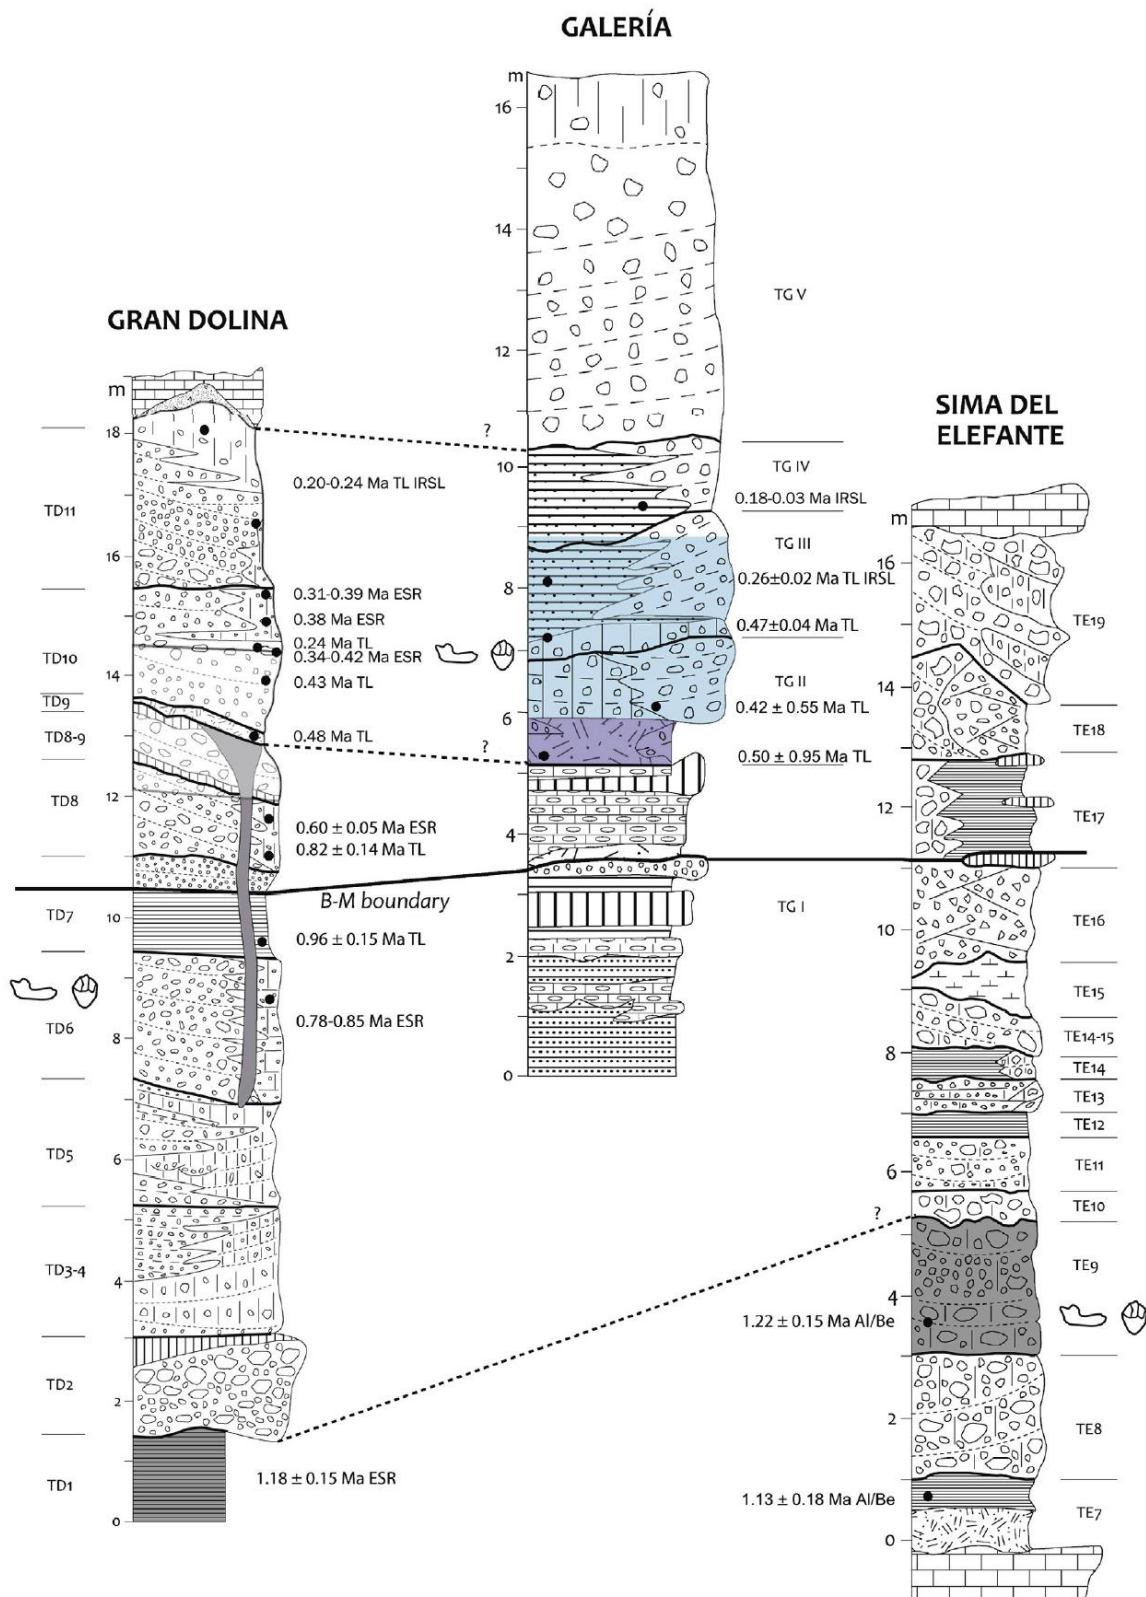 GALERÍA
m
16
14
12
10
8
6
4
2
0
TG V
?
TG IV
0.18-0.03 Ma IRSL
TG III
0.26±0.02 Ma TL IRSL
0.47±0.04 Ma TL
TG II
0.42 ± 0.55 Ma TL
?
0.50 ± 0.95 Ma TL
TG I
GRAN DOLINA
m
18
16
14
12
10
8
6
4
2
0
TD11
0.20-0.24 Ma TL IRSL
0.31-0.39 Ma ESR
0.38 Ma ESR
0.24 Ma TL
0.34-0.42 Ma ESR
TD10
0.43 Ma TL
TD9
TD8-9
0.48 Ma TL
TD8
0.60 ± 0.05 Ma ESR
0.82 ± 0.14 Ma TL
B-M boundary
TD7
0.96 ± 0.15 Ma TL
TD6
0.78-0.85 Ma ESR
TD5
TD3-4
TD2
TD1
1.18 ± 0.15 Ma ESR
SIMA DEL
ELEFANTE
m
16
14
12
10
8
6
4
2
0
TE19
TE18
TE17
TE16
TE15
TE14-15
TE14
TE13
TE12
TE11
TE10
?
TE9
1.22 ± 0.15 Ma Al/Be
TE8
1.13 ± 0.18 Ma Al/Be
TE7